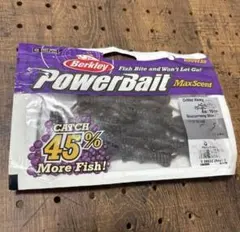 Berkley
Fish Bite and Won't Let Go!
PowerBait
MaxScent
CATCH
45%
More Fish!